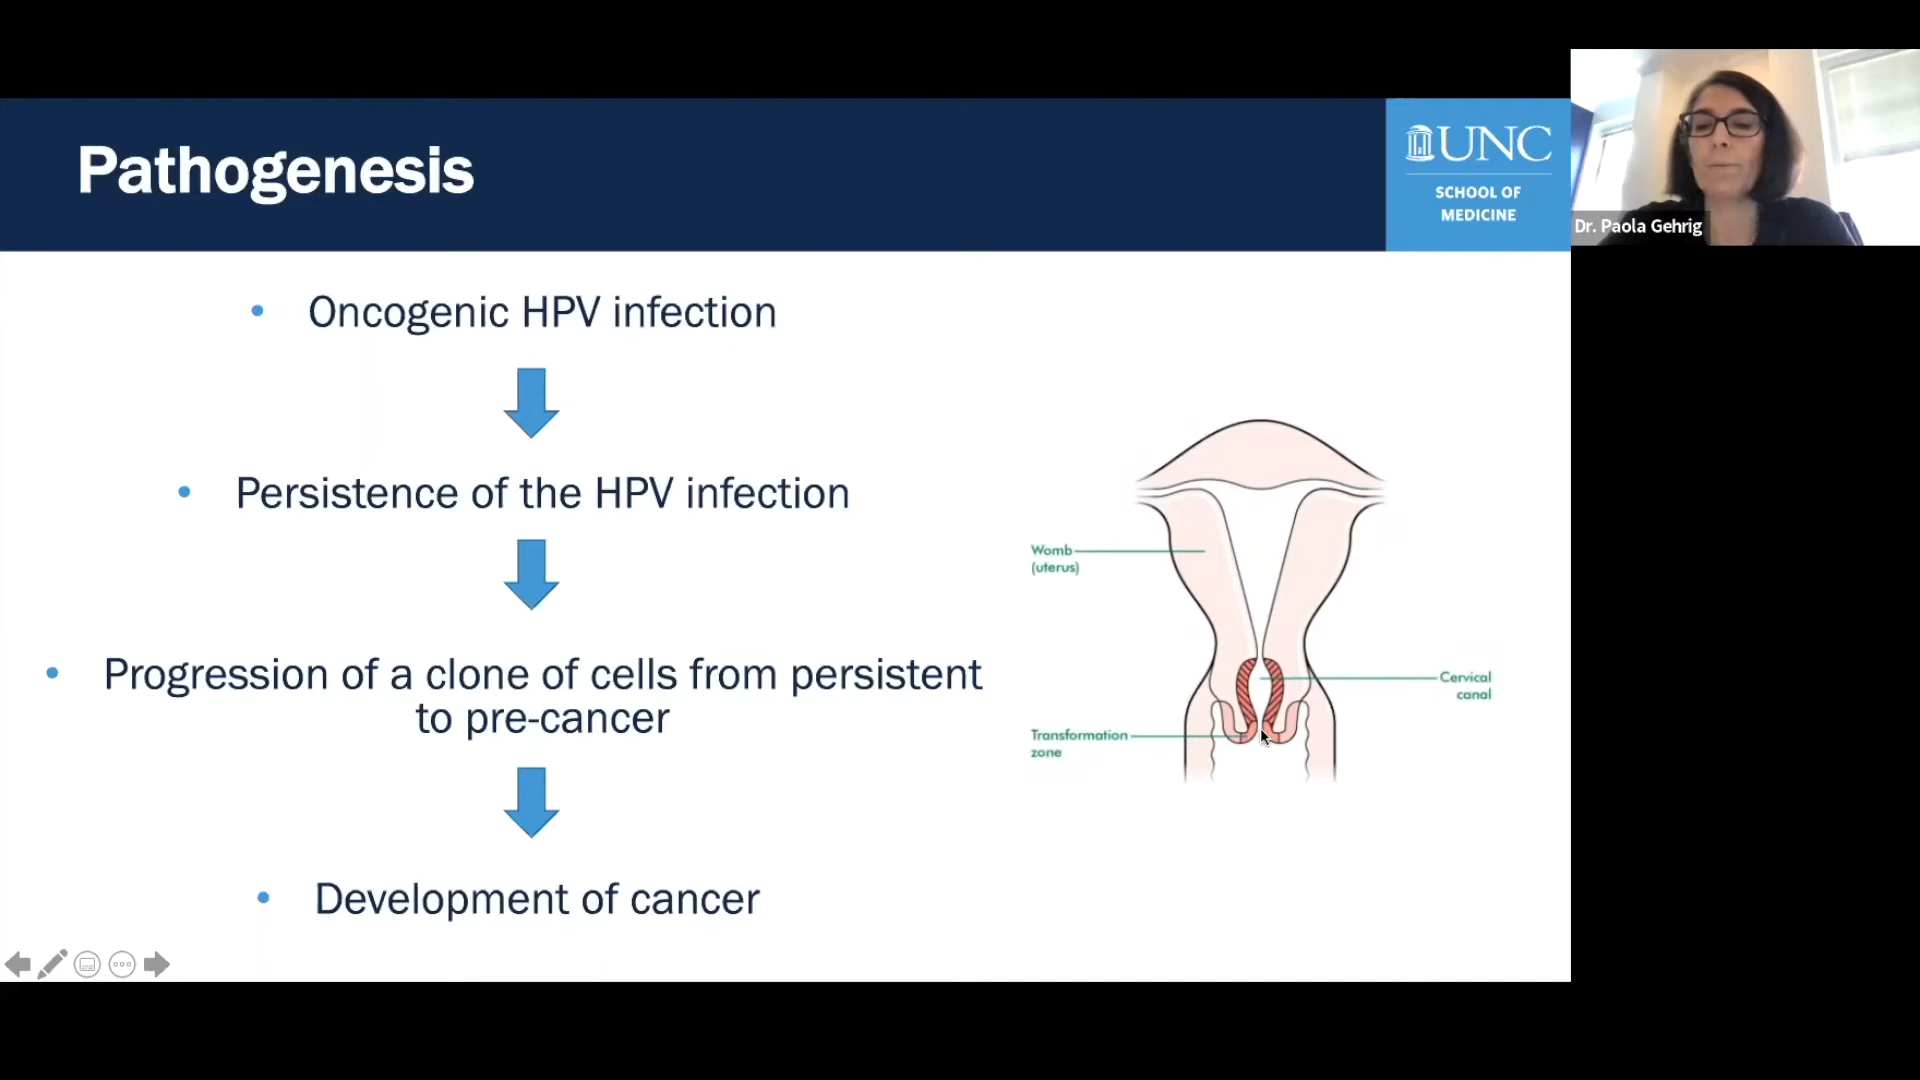 Pathogenesis
UNC
SCHOOL OF
MEDICINE
Dr. Paola Gehrig
• Oncogenic HPV infection
• Persistence of the HPV infection
• Progression of a clone of cells from persistent
to pre-cancer
• Development of cancer
Womb
(uterus)
Cervical
canal
Transformation
zone